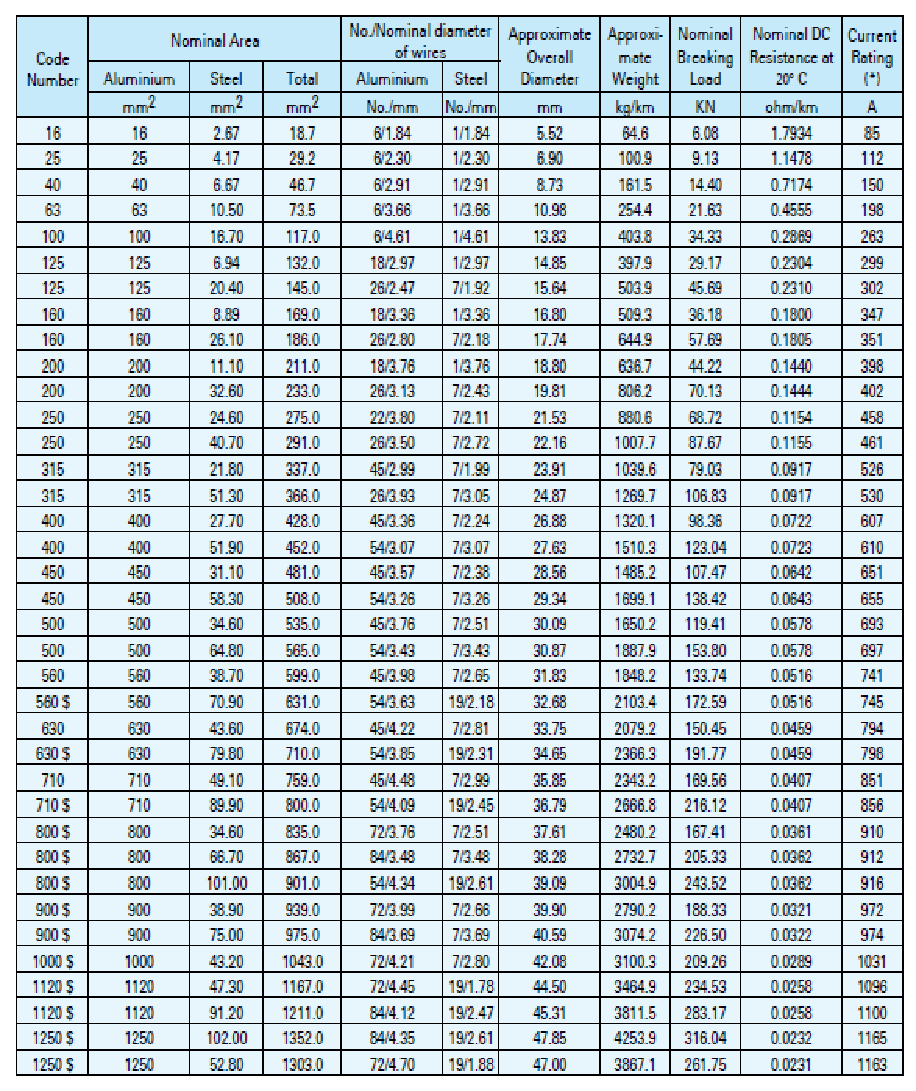 Code Number Nominal Area No./Nominal diameter of wires Approximate Overall Diameter Approxi-mate Weight Nominal Breaking Load Nominal DC Resistance at 20° C Current Rating (*)
Aluminium Steel Total Aluminium Steel
mm2 mm2 mm2 No./mm No./mm mm kg/km KN ohm/km A
16 16 2.67 18.7 6/1.84 1/1.84 5.52 64.6 6.08 1.7934 85
25 25 4.17 29.2 6/2.30 1/2.30 6.90 100.9 9.13 1.1478 112
40 40 6.67 46.7 6/2.91 1/2.91 8.73 161.5 14.40 0.7174 150
63 63 10.50 73.5 6/3.66 1/3.66 10.98 254.4 21.63 0.4555 198
100 100 16.70 117.0 6/4.61 1/4.61 13.83 403.8 34.33 0.2869 263
125 125 6.94 132.0 18/2.97 1/2.97 14.85 397.9 29.17 0.2304 299
125 125 20.40 145.0 26/2.47 7/1.92 15.64 503.9 45.69 0.2310 302
160 160 8.89 169.0 18/3.36 1/3.36 16.80 509.3 36.18 0.1800 347
160 160 26.10 186.0 26/2.80 7/2.18 17.74 644.9 57.69 0.1805 351
200 200 11.10 211.0 18/3.76 1/3.76 18.80 636.7 44.22 0.1440 398
200 200 32.60 233.0 26/3.13 7/2.43 19.81 806.2 70.13 0.1444 402
250 250 24.60 275.0 22/3.80 7/2.11 21.53 880.6 68.72 0.1154 458
250 250 40.70 291.0 26/3.50 7/2.72 22.16 1007.7 87.67 0.1155 461
315 315 21.80 337.0 45/2.99 7/1.99 23.91 1039.6 79.03 0.0917 526
315 315 51.30 366.0 26/3.93 7/3.05 24.87 1269.7 106.83 0.0917 530
400 400 27.70 428.0 45/3.36 7/2.24 26.88 1320.1 98.36 0.0722 607
400 400 51.90 452.0 54/3.07 7/3.07 27.63 1510.3 123.04 0.0723 610
450 450 31.10 481.0 45/3.57 7/2.38 28.56 1485.2 107.47 0.0642 651
450 450 58.30 508.0 54/3.26 7/3.26 29.34 1699.1 138.42 0.0643 655
500 500 34.60 535.0 45/3.76 7/2.51 30.09 1650.2 119.41 0.0578 693
500 500 64.80 565.0 54/3.43 7/3.43 30.87 1887.9 153.80 0.0578 697
560 560 38.70 599.0 45/3.98 7/2.65 31.83 1848.2 133.74 0.0516 741
560 $ 560 70.90 631.0 54/3.63 19/2.18 32.68 2103.4 172.59 0.0516 745
630 630 43.60 674.0 45/4.22 7/2.81 33.75 2079.2 150.45 0.0459 794
630 $ 630 79.80 710.0 54/3.85 19/2.31 34.65 2366.3 191.77 0.0459 798
710 710 49.10 759.0 45/4.48 7/2.99 35.85 2343.2 169.56 0.0407 851
710 $ 710 89.90 800.0 54/4.09 19/2.45 36.79 2666.8 216.12 0.0407 856
800 $ 800 34.60 835.0 72/3.76 7/2.51 37.61 2480.2 167.41 0.0361 910
800 $ 800 66.70 867.0 84/3.48 7/3.48 38.28 2732.7 205.33 0.0362 912
800 $ 800 101.00 901.0 54/4.34 19/2.61 39.09 3004.9 243.52 0.0362 916
900 $ 900 38.90 939.0 72/3.99 7/2.66 39.90 2790.2 188.33 0.0321 972
900 $ 900 75.00 975.0 84/3.69 7/3.69 40.59 3074.2 226.50 0.0322 974
1000 $ 1000 43.20 1043.0 72/4.21 7/2.80 42.08 3100.3 209.26 0.0289 1031
1120 $ 1120 47.30 1167.0 72/4.45 19/1.78 44.50 3464.9 234.53 0.0258 1096
1120 $ 1120 91.20 1211.0 84/4.12 19/2.47 45.31 3811.5 283.17 0.0258 1100
1250 $ 1250 102.00 1352.0 84/4.35 19/2.61 47.85 4253.9 316.04 0.0232 1165
1250 $ 1250 52.80 1303.0 72/4.70 19/1.88 47.00 3867.1 261.75 0.0231 1163